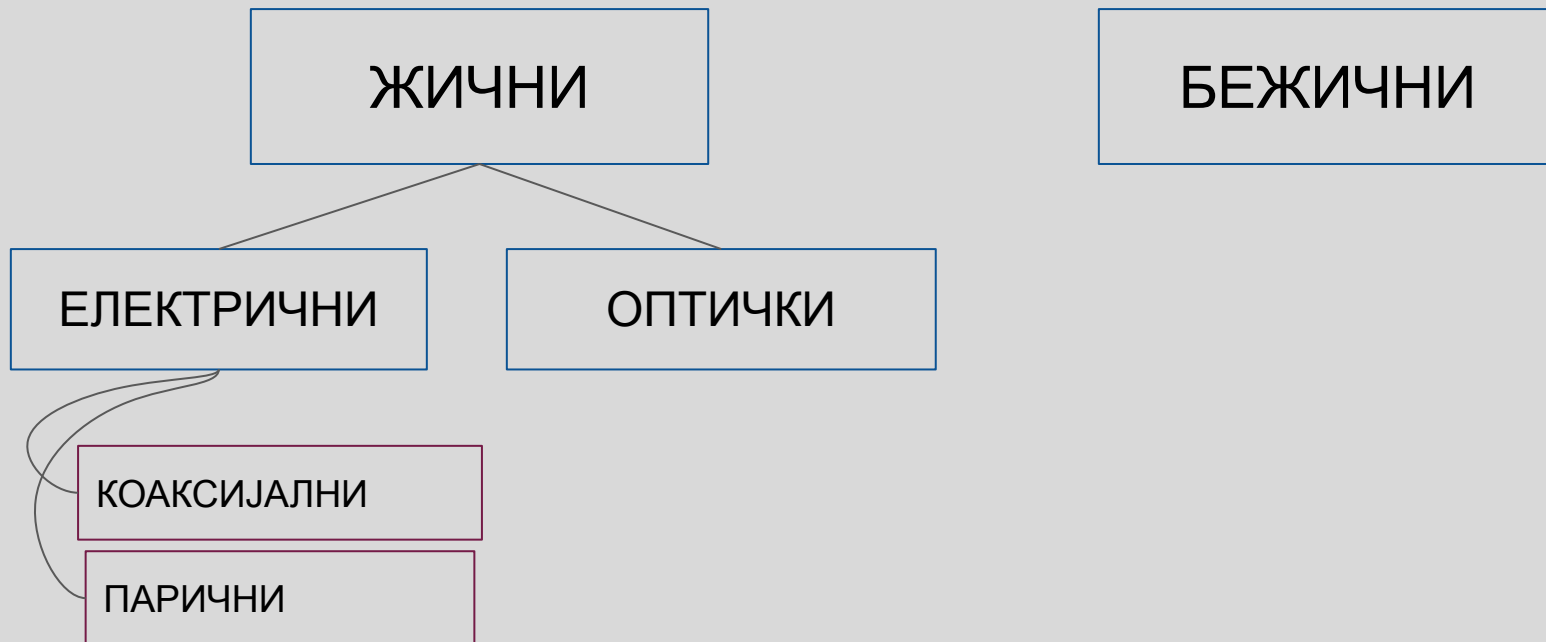 ЖИЧНИ
БЕЖИЧНИ
ЕЛЕКТРИЧНИ
ОПТИЧКИ
КОАКСИЈАЛНИ
ПАРИЧНИ